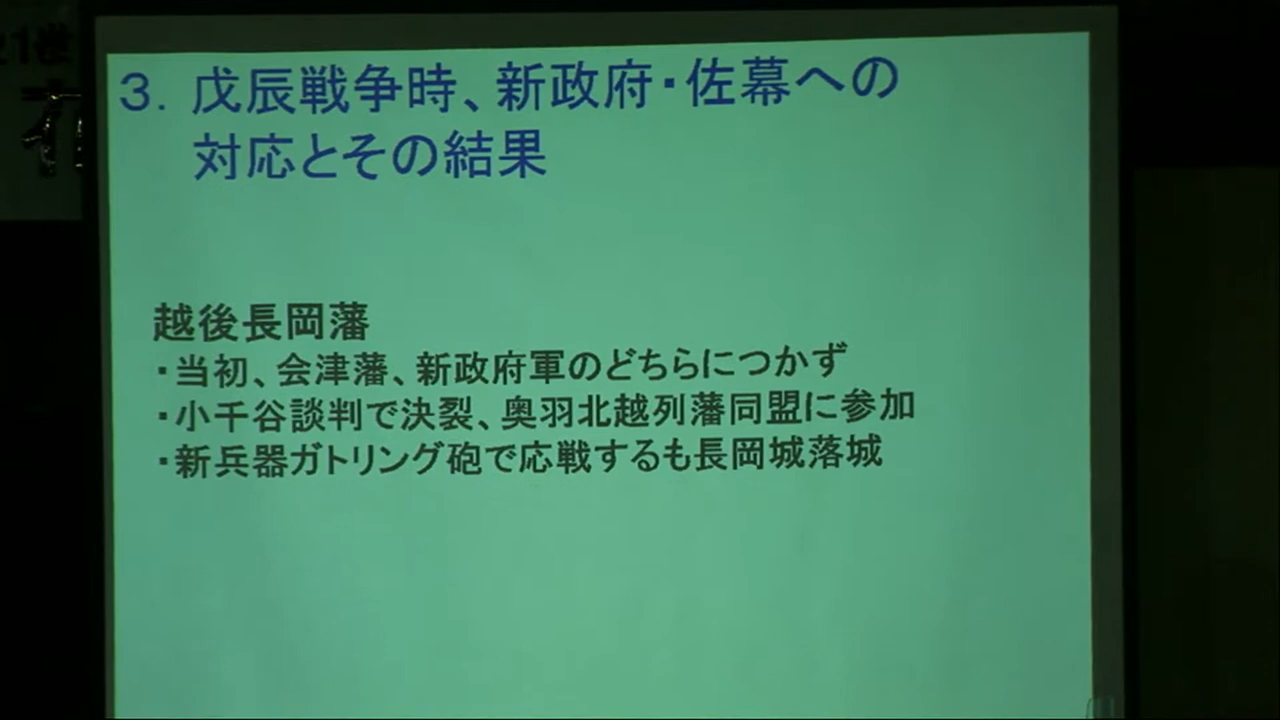 21世
3. 戊辰戦争時、新政府・佐幕への
対応とその結果
越後長岡藩
・当初、会津藩、新政府軍のどちらにつかず
・小千谷談判で決裂、奥羽北越列藩同盟に参加
・新兵器ガトリング砲で応戦するも長岡城落城